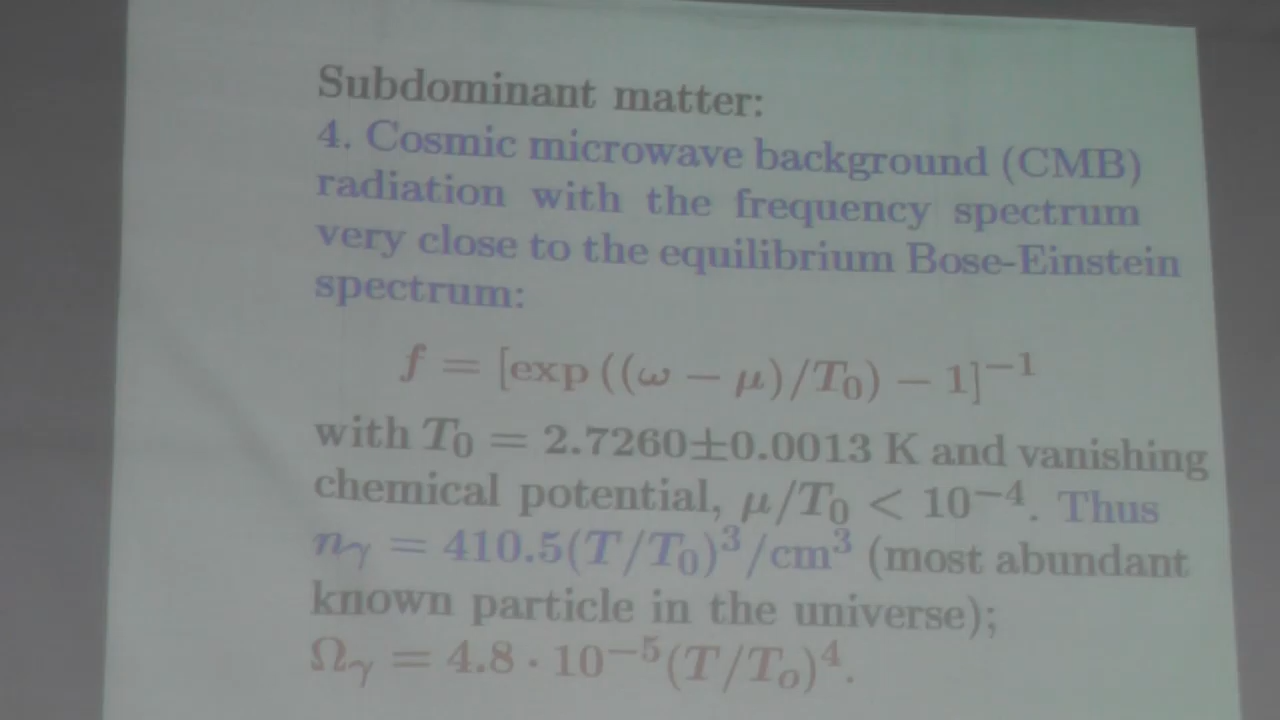 Subdominant matter:
4. Cosmic microwave background (CMB)
radiation with the frequency spectrum
very close to the equilibrium Bose-Einstein
spectrum:
f = [exp ((ω − μ)/T₀) − 1]⁻¹
with T₀ = 2.7260±0.0013 K and vanishing
chemical potential, μ/T₀ < 10⁻⁴. Thus
nᵧ = 410.5(T/T₀)³/cm³ (most abundant
known particle in the universe);
Ωᵧ = 4.8 · 10⁻⁵(T/Tₒ)⁴.